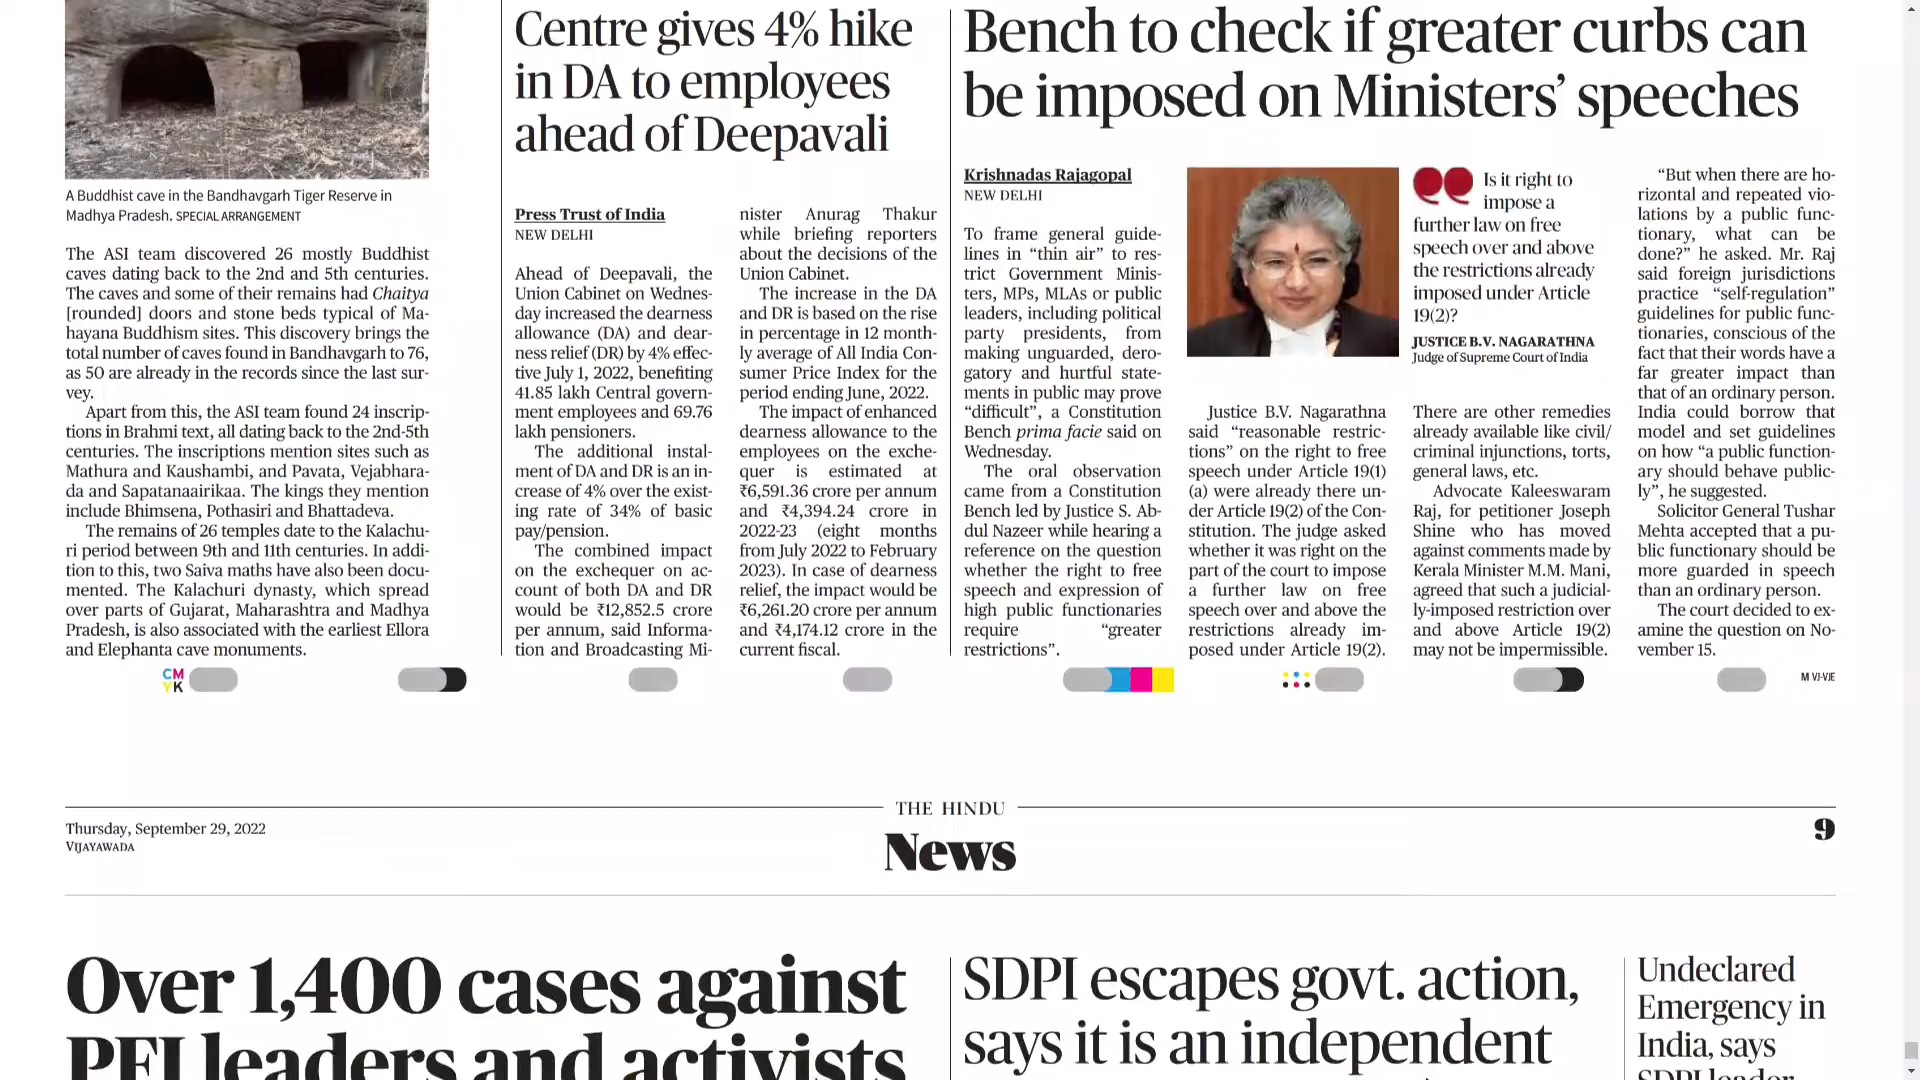 A Buddhist cave in the Bandhavgarh Tiger Reserve in
Madhya Pradesh. SPECIAL ARRANGEMENT
The ASI team discovered 26 mostly Buddhist
caves dating back to the 2nd and 5th centuries.
The caves and some of their remains had Chaitya
[rounded] doors and stone beds typical of Ma-
hayana Buddhism sites. This discovery brings the
total number of caves found in Bandhavgarh to 76,
as 50 are already in the records since the last sur-
vey.
Apart from this, the ASI team found 24 inscrip-
tions in Brahmi text, all dating back to the 2nd-5th
centuries. The inscriptions mention sites such as
Mathura and Kaushambi, and Pavata, Vejabhara-
da and Sapatanaairikaa. The kings they mention
include Bhimsena, Pothasiri and Bhattadeva.
The remains of 26 temples date to the Kalachu-
ri period between 9th and 11th centuries. In addi-
tion to this, two Saiva maths have also been docu-
mented. The Kalachuri dynasty, which spread
over parts of Gujarat, Maharashtra and Madhya
Pradesh, is also associated with the earliest Ellora
and Elephanta cave monuments.
Centre gives 4% hike
in DA to employees
ahead of Deepavali
Press Trust of India
NEW DELHI
Ahead of Deepavali, the
Union Cabinet on Wednes-
day increased the dearness
allowance (DA) and dear-
ness relief (DR) by 4% effec-
tive July 1, 2022, benefiting
41.85 lakh Central govern-
ment employees and 69.76
lakh pensioners.
The additional instal-
ment of DA and DR is an in-
crease of 4% over the exist-
ing rate of 34% of basic
pay/pension.
The combined impact
on the exchequer on ac-
count of both DA and DR
would be ₹12,852.5 crore
per annum, said Informa-
tion and Broadcasting Mi-
nister Anurag Thakur
while briefing reporters
about the decisions of the
Union Cabinet.
The increase in the DA
and DR is based on the rise
in percentage in 12 month-
ly average of All India Con-
sumer Price Index for the
period ending June, 2022.
The impact of enhanced
dearness allowance to the
employees on the exche-
quer is estimated at
₹6,591.36 crore per annum
and ₹4,394.24 crore in
2022-23 (eight months
from July 2022 to February
2023). In case of dearness
relief, the impact would be
₹6,261.20 crore per annum
and ₹4,174.12 crore in the
current fiscal.
Bench to check if greater curbs can
be imposed on Ministers’ speeches
Krishnadas Rajagopal
NEW DELHI
To frame general guide-
lines in “thin air” to res-
trict Government Minis-
ters, MPs, MLAs or public
leaders, including political
party presidents, from
making unguarded, dero-
gatory and hurtful state-
ments in public may prove
“difficult”, a Constitution
Bench prima facie said on
Wednesday.
The oral observation
came from a Constitution
Bench led by Justice S. Ab-
dul Nazeer while hearing a
reference on the question
whether the right to free
speech and expression of
high public functionaries
require “greater
restrictions”.
Is it right to
impose a
further law on free
speech over and above
the restrictions already
imposed under Article
19(2)?
JUSTICE B.V. NAGARATHNA
Judge of Supreme Court of India
Justice B.V. Nagarathna
said “reasonable restric-
tions” on the right to free
speech under Article 19(1)
(a) were already there un-
der Article 19(2) of the Con-
stitution. The judge asked
whether it was right on the
part of the court to impose
a further law on free
speech over and above the
restrictions already im-
posed under Article 19(2).
There are other remedies
already available like civil/
criminal injunctions, torts,
general laws, etc.
Advocate Kaleeswaram
Raj, for petitioner Joseph
Shine who has moved
against comments made by
Kerala Minister M.M. Mani,
agreed that such a judicial-
ly-imposed restriction over
and above Article 19(2)
may not be impermissible.
“But when there are ho-
rizontal and repeated vio-
lations by a public func-
tionary, what can be
done?” he asked. Mr. Raj
said foreign jurisdictions
practice “self-regulation”
guidelines for public func-
tionaries, conscious of the
fact that their words have a
far greater impact than
that of an ordinary person.
India could borrow that
model and set guidelines
on how “a public function-
ary should behave public-
ly”, he suggested.
Solicitor General Tushar
Mehta accepted that a pu-
blic functionary should be
more guarded in speech
than an ordinary person.
The court decided to ex-
amine the question on No-
vember 15.
CM
YK
M VJ-VJE
THE HINDU
Thursday, September 29, 2022
VIJAYAWADA
News
9
Over 1,400 cases against
PFI leaders and activists
SDPI escapes govt. action,
says it is an independent
Undeclared
Emergency in
India, says
SDPI leader